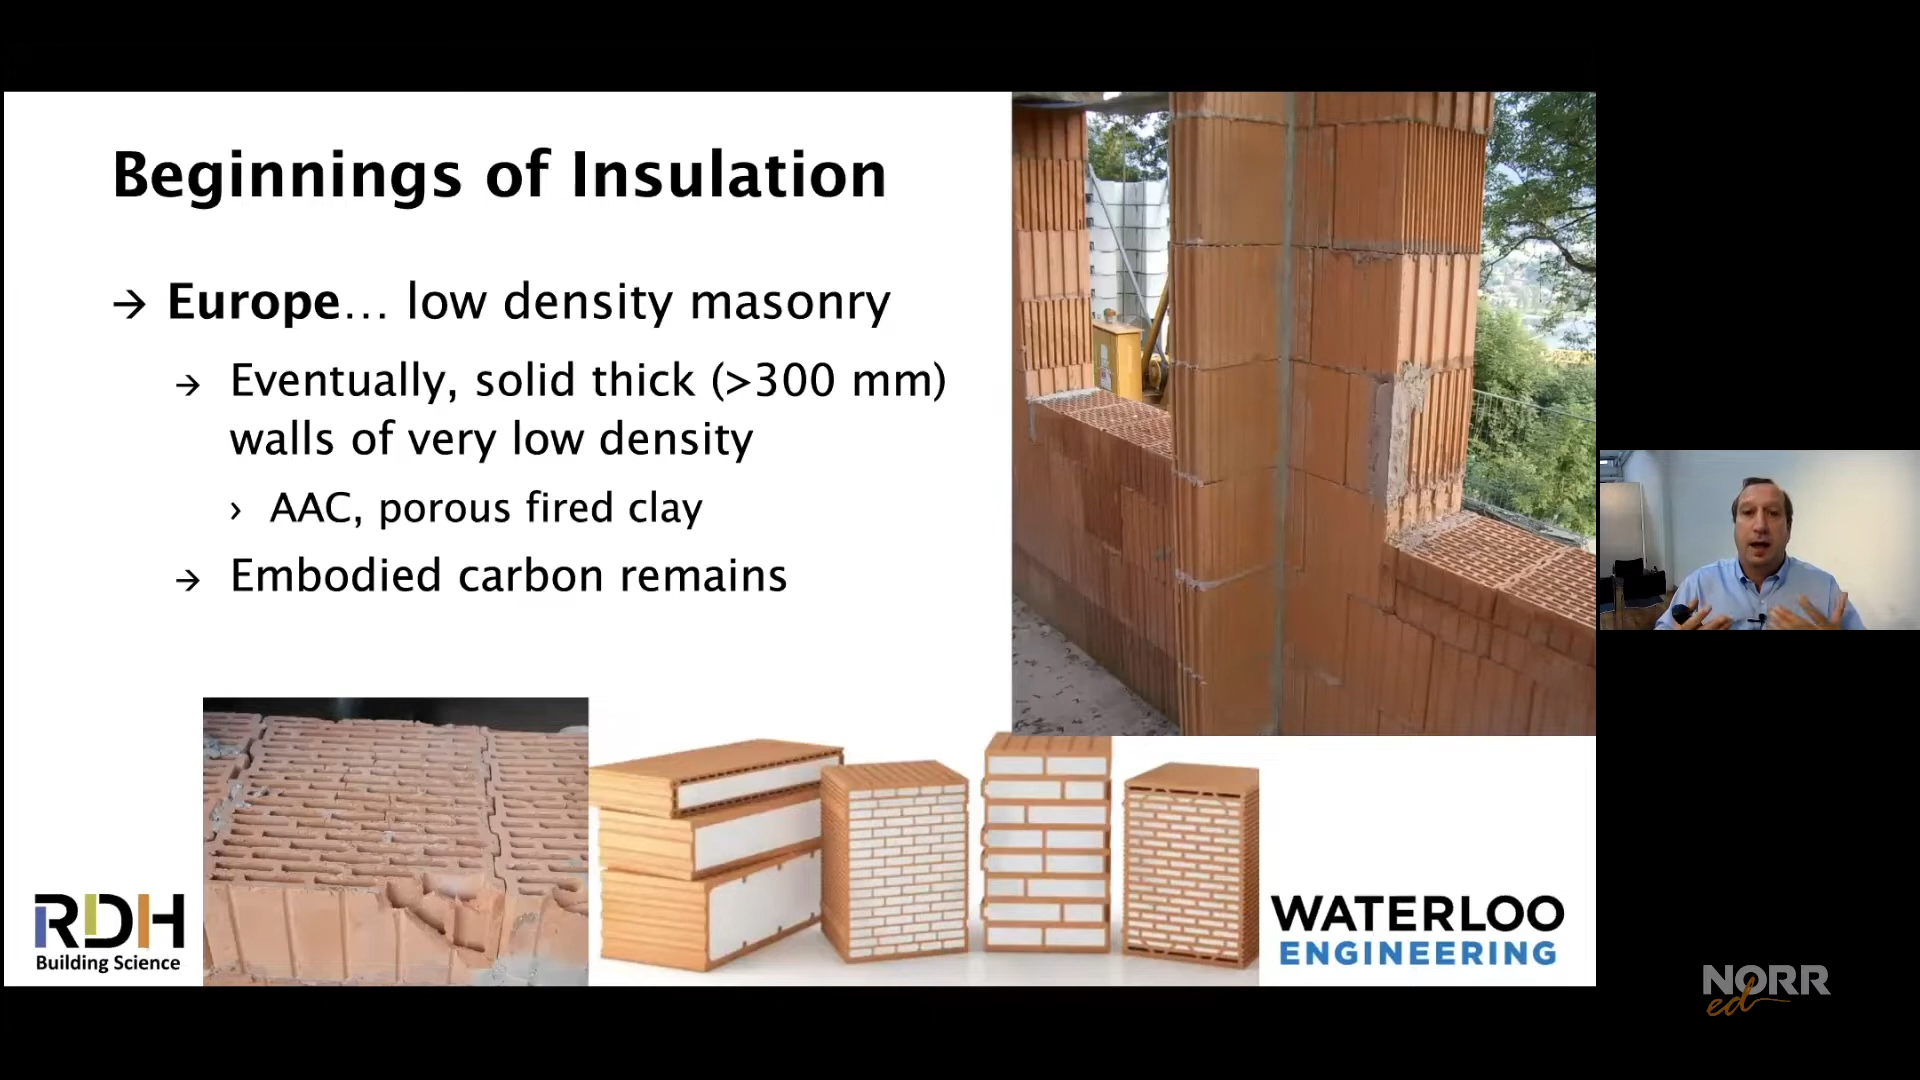 Beginnings of Insulation
→ Europe... low density masonry
→ Eventually, solid thick (>300 mm)
walls of very low density
› AAC, porous fired clay
→ Embodied carbon remains
RDH
Building Science
WATERLOO
ENGINEERING
NORR
ed